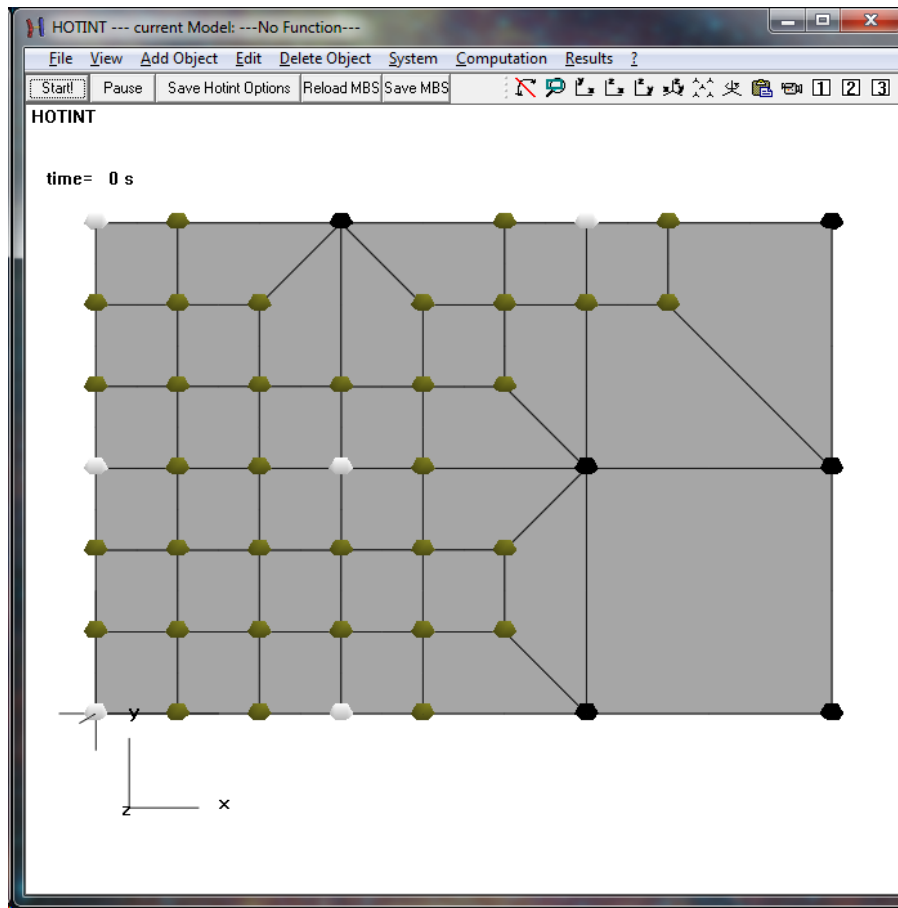 HOTINT --- current Model: ---No Function---
File View Add Object Edit Delete Object System Computation Results ?
Start! Pause Save Hotint Options Reload MBS Save MBS 1 2 3
HOTINT
time= 0 s
y
z x